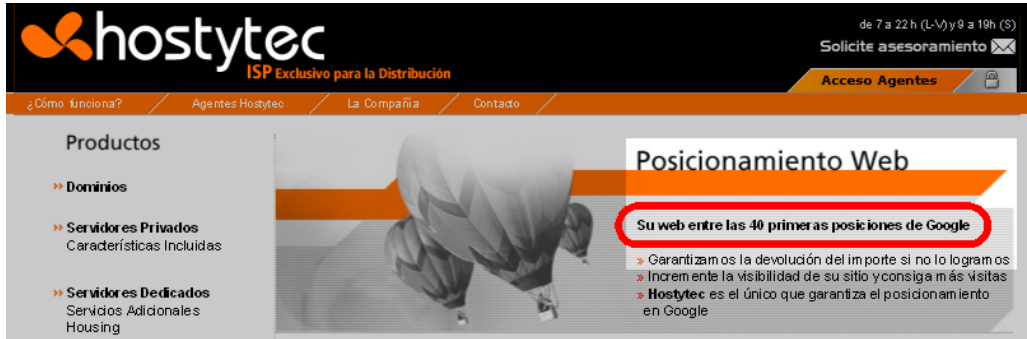 hostytec
ISP Exclusivo para la Distribución
de 7 a 22 h (L-V) y 9 a 19h (S)
Solicite asesoramiento
Acceso Agentes
¿Cómo funciona? Agentes Hostytec La Compañia Contacto
Productos
Dominios
Servidores Privados
Características Incluidas
Servidores Dedicados
Servicios Adicionales
Housing
Posicionamiento Web
Su web entre las 40 primeras posiciones de Google
» Garantizamos la devolución del importe si no lo logramos
» Incremente la visibilidad de su sitio y consiga más visitas
» Hostytec es el único que garantiza el posicionamiento
en Google